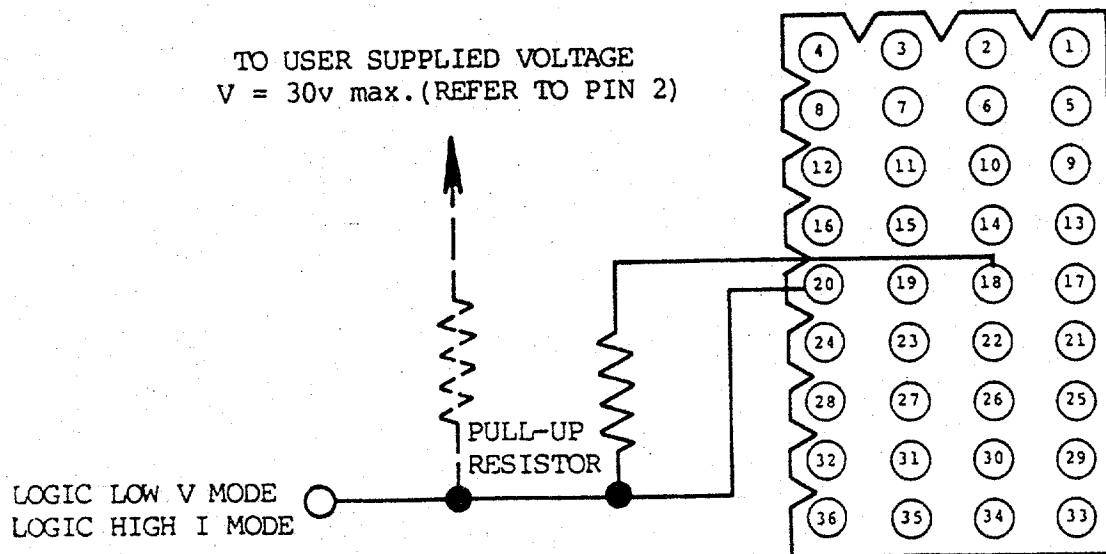 TO USER SUPPLIED VOLTAGE
V = 30v max.(REFER TO PIN 2)
4 3 2 1
8 7 6 5
12 11 10 9
16 15 14 13
20 19 18 17
24 23 22 21
28 27 26 25
32 31 30 29
36 35 34 33
PULL-UP
RESISTOR
LOGIC LOW V MODE
LOGIC HIGH I MODE